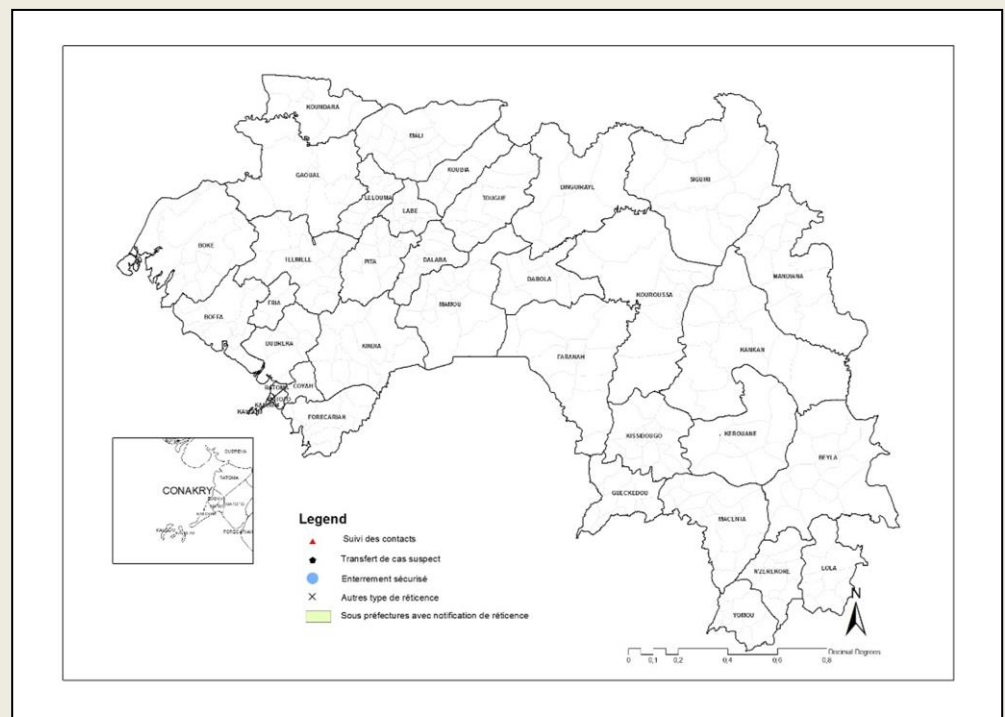 KOUNDARA
MALI
GAOUAL
KOUBIA
LELOUMA
LABE
TOUGUE
DINGUIRAYE
SIGUIRI
BOKE
TELIMELE
PITA
DALABA
MANDIANA
DABOLA
KOUROUSSA
MAMOU
FRIA
BOFFA
DUBREKA
KINDIA
FARANAH
KANKAN
COYAH
FORECARIAH
KISSIDOUGO
KEROUANE
BEYLA
GUECKEDOU
MACENTA
N'ZEREKORE
LOLA
YOMOU
N
CONAKRY
DUBREKA
RATOMA
Legend
Suivi des contacts
Transfert de cas suspect
Enterrement sécurisé
Autres type de réticence
Sous préfectures avec notification de réticence
0 0,1 0,2 0,4 0,6 0,8
Decimal Degrees